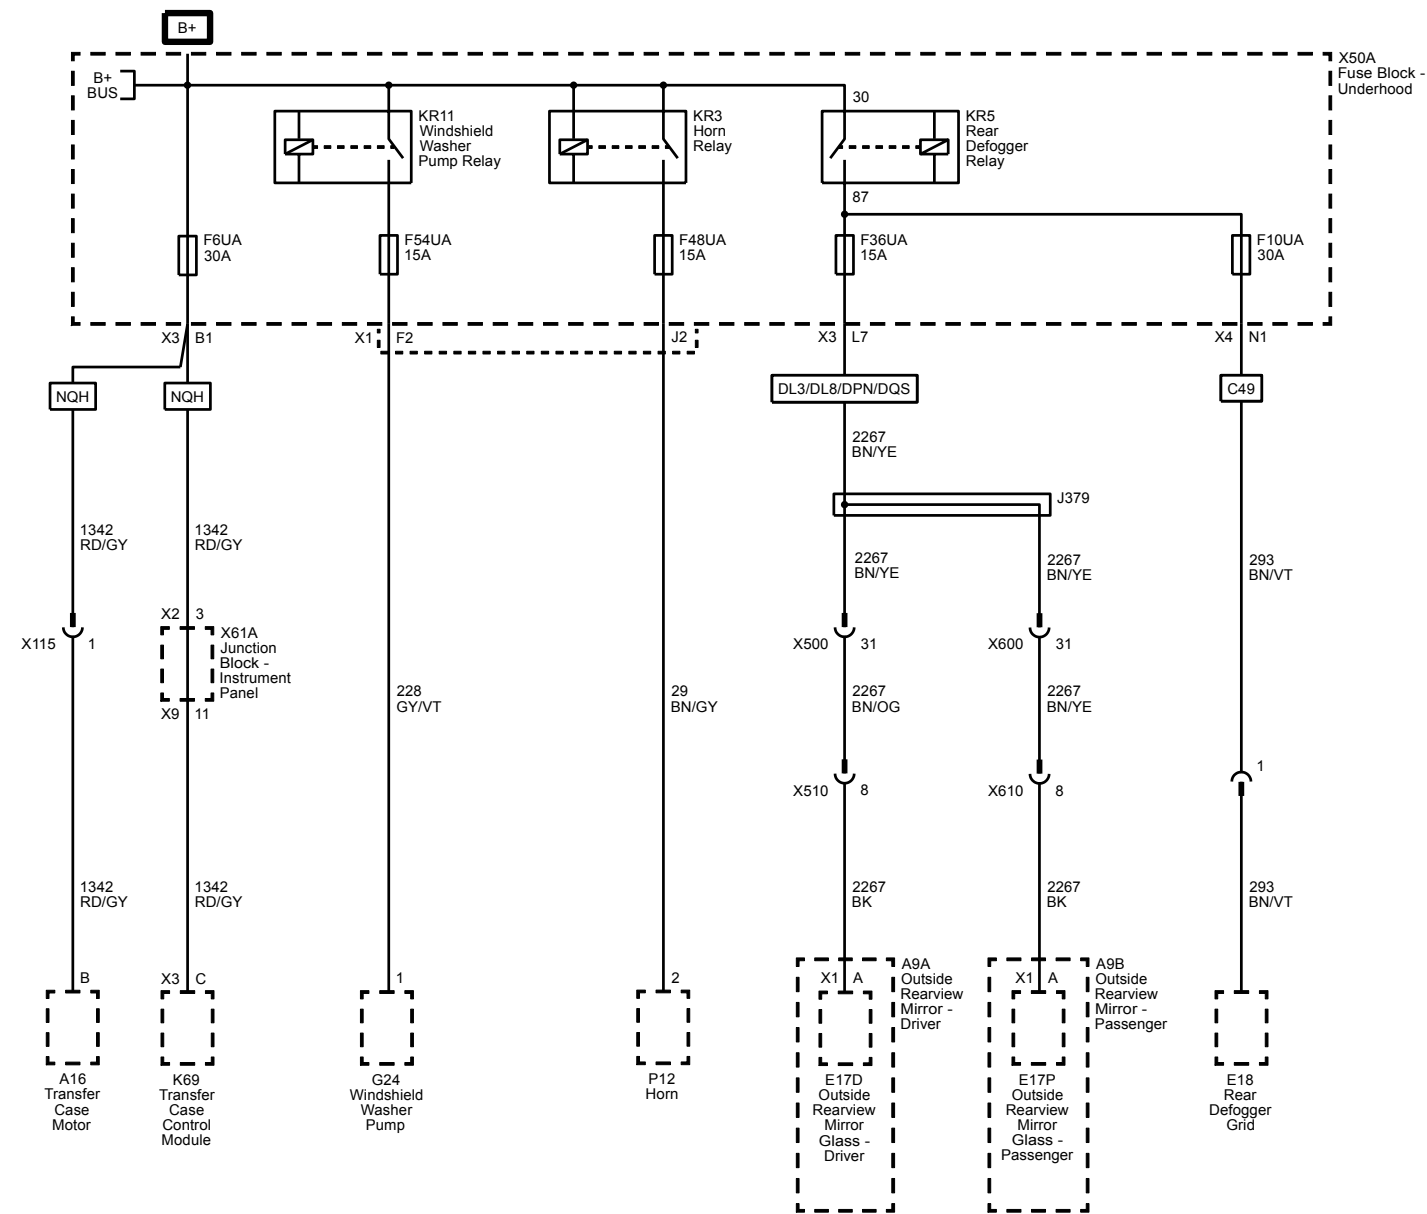 B+
X50A
Fuse Block -
Underhood
B+
BUS
30
KR11
Windshield
Washer
Pump Relay
KR3
Horn
Relay
KR5
Rear
Defogger
Relay
87
F6UA
30A
F54UA
15A
F48UA
15A
F36UA
15A
F10UA
30A
X3 B1
X1 F2
J2
X3 L7
X4 N1
NQH
NQH
DL3/DL8/DPN/DQS
C49
2267
BN/YE
J379
1342
RD/GY
1342
RD/GY
2267
BN/YE
2267
BN/YE
293
BN/VT
X2 3
X115 1
X61A
Junction
Block -
Instrument
Panel
X500 31
X600 31
X9 11
228
GY/VT
29
BN/GY
2267
BN/OG
2267
BN/YE
1
X510 8
X610 8
1342
RD/GY
1342
RD/GY
2267
BK
2267
BK
293
BN/VT
B
X3 C
1
2
X1 A
A9A
Outside
Rearview
Mirror -
Driver
X1 A
A9B
Outside
Rearview
Mirror -
Passenger
A16
Transfer
Case
Motor
K69
Transfer
Case
Control
Module
G24
Windshield
Washer
Pump
P12
Horn
E17D
Outside
Rearview
Mirror
Glass -
Driver
E17P
Outside
Rearview
Mirror
Glass -
Passenger
E18
Rear
Defogger
Grid